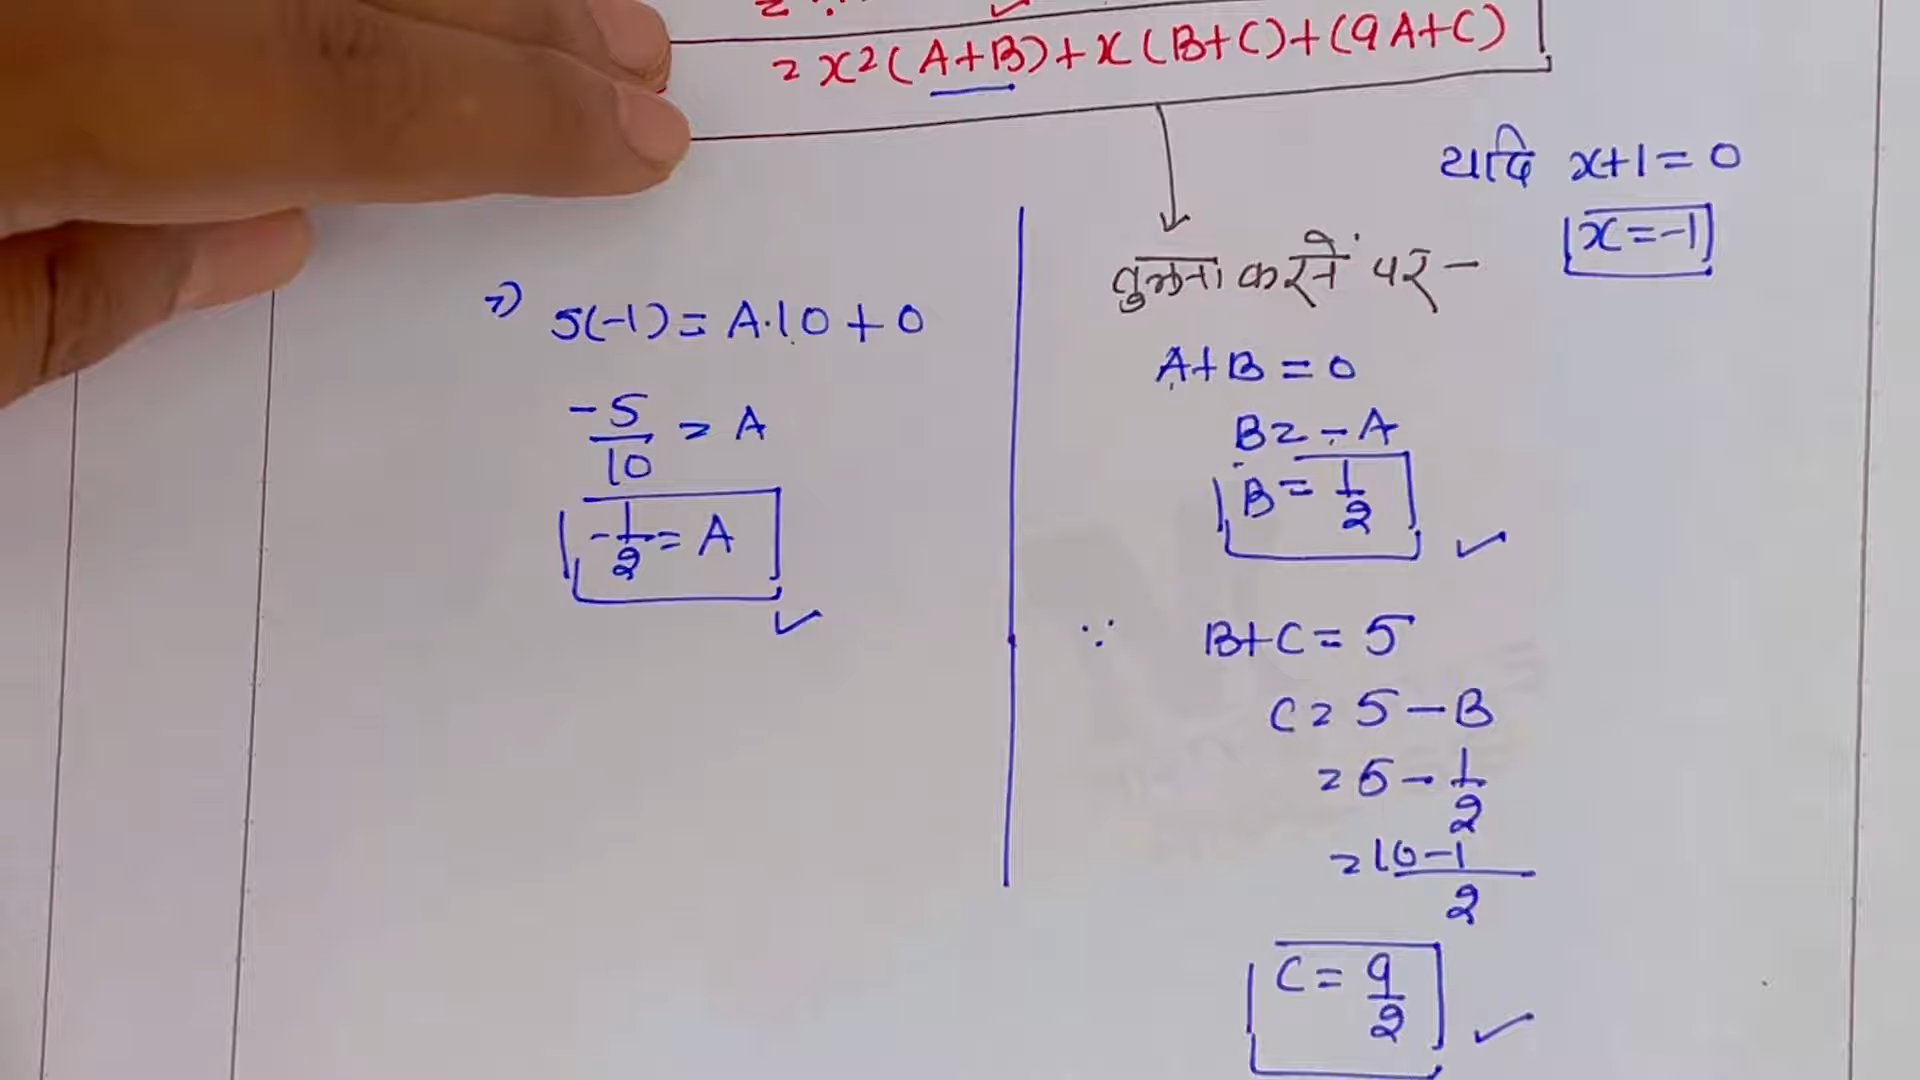 = x²(A+B)+x(B+C)+(9A+C)
यदि x+1=0
x=-1
तुलना करने पर-
⇒ 5(-1)= A.10+0
-5/10 = A
-1/2 = A
A+B=0
B=-A
B=1/2
∵ B+C=5
C=5-B
=5-1/2
=10-1/2
C=9/2